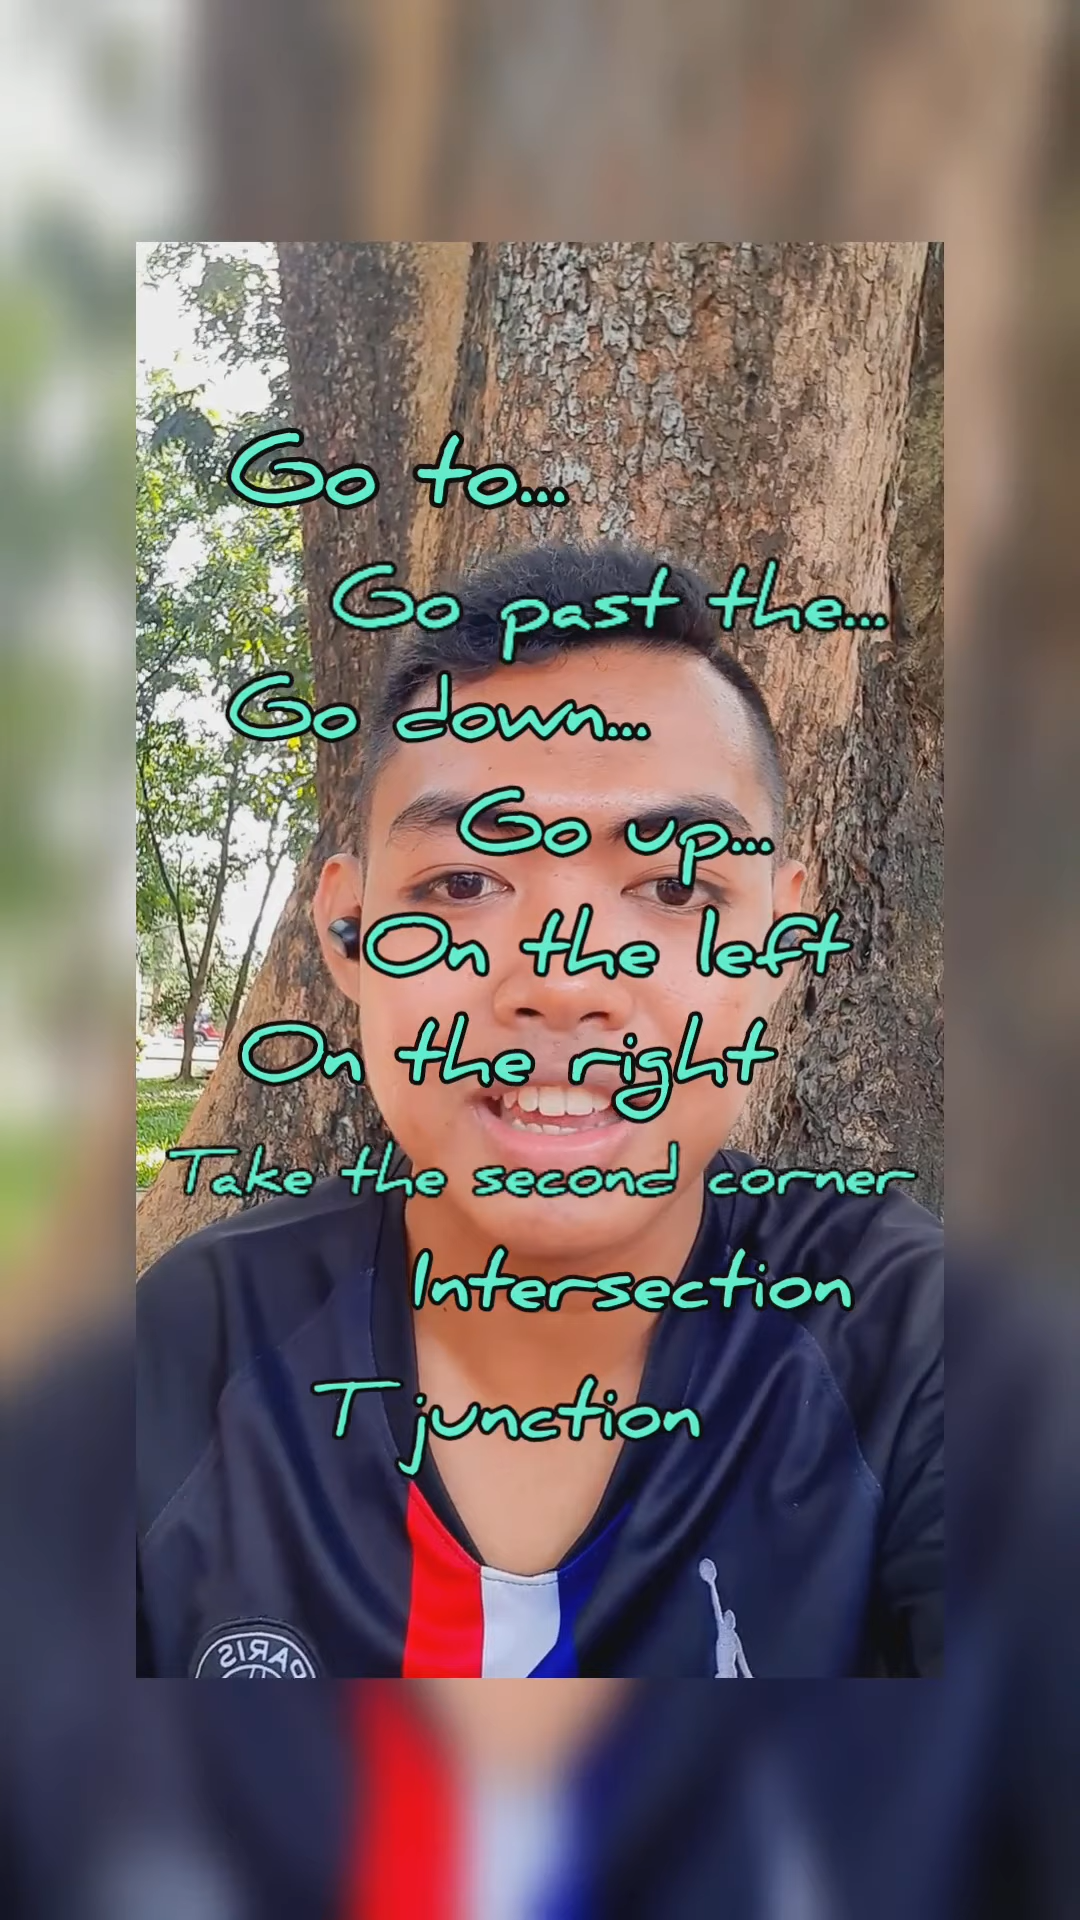 Go to...
Go past the...
Go down...
Go up...
On the left
On the right
Take the second corner
Intersection
T junction
PARIS